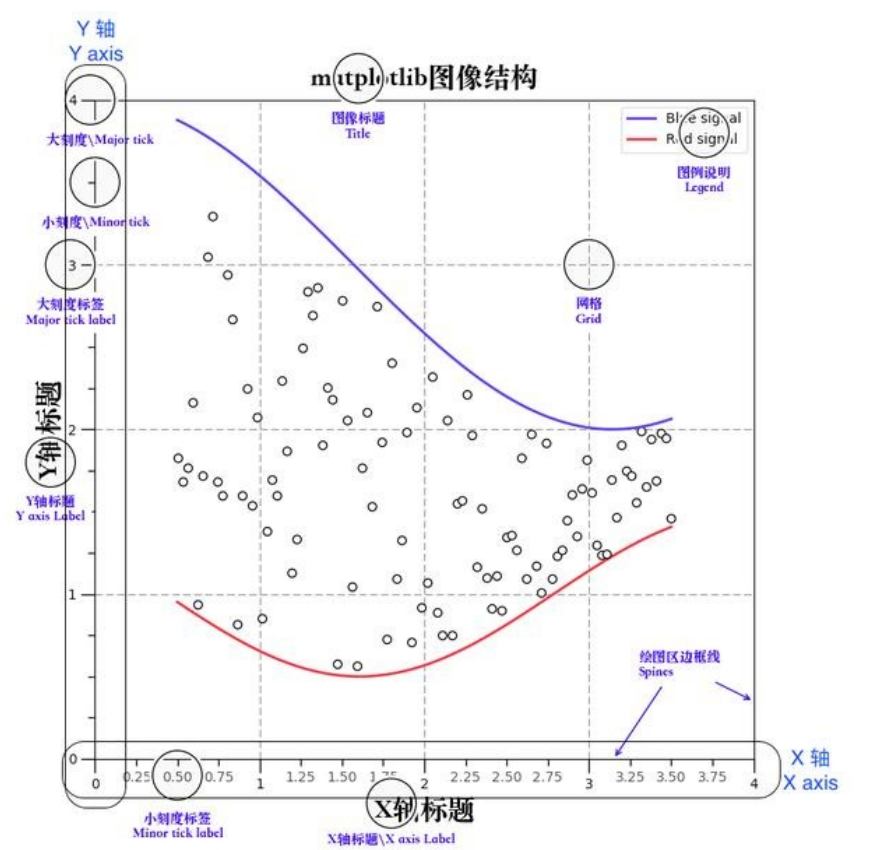 Y 轴
Y axis
matplotlib图像结构
图像标题
Title
Blue signal
Red signal
图例说明
Legend
4
大刻度\Major tick
小刻度\Minor tick
3
大刻度标签
Major tick label
网格
Grid
2
Y轴标题
Y轴标题
Y axis Label
1
绘图区边框线
Spines
0
0
0.25
0.50
0.75
1
1.25
1.50
1.75
2
2.25
2.50
2.75
3
3.25
3.50
3.75
4
X 轴
X axis
小刻度标签
Minor tick label
X轴标题
X轴标题\X axis Label